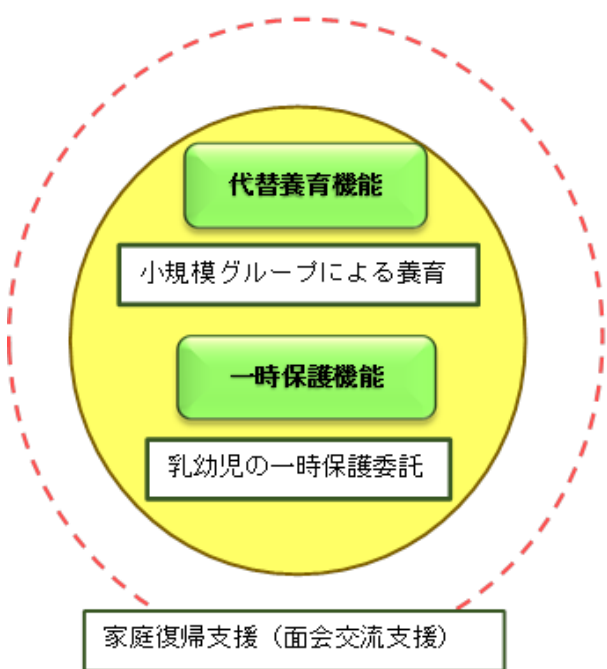 代替養育機能
小規模グループによる養育
一時保護機能
乳幼児の一時保護委託
家庭復帰支援（面会交流支援）